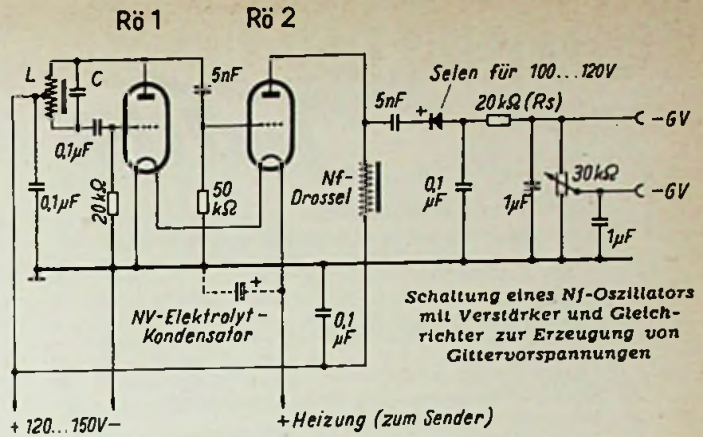 Rö 1
Rö 2
L
C
5nF
Selen für 100...120V
5nF
+
20kΩ (Rs)
-GV
0,1µF
0,1µF
20kΩ
50
kΩ
Nf-
Drossel
0,1
µF
1µF
30kΩ
-GV
1µF
+
NV-Elektrolyt-
Kondensator
0,1
µF
Schaltung eines Nf-Oszillators
mit Verstärker und Gleich-
richter zur Erzeugung von
Gittervorspannungen
+ 120...150V-
+Heizung (zum Sender)